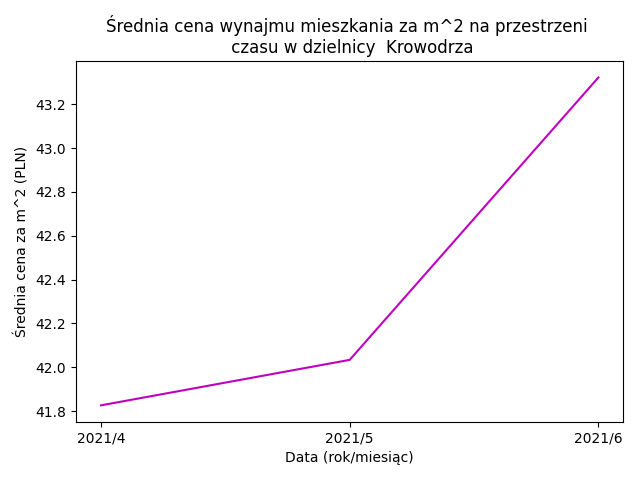 Średnia cena wynajmu mieszkania za m^2 na przestrzeni
czasu w dzielnicy  Krowodrza
Średnia cena za m^2 (PLN)
43.2
43.0
42.8
42.6
42.4
42.2
42.0
41.8
2021/4 2021/5 2021/6
Data (rok/miesiąc)